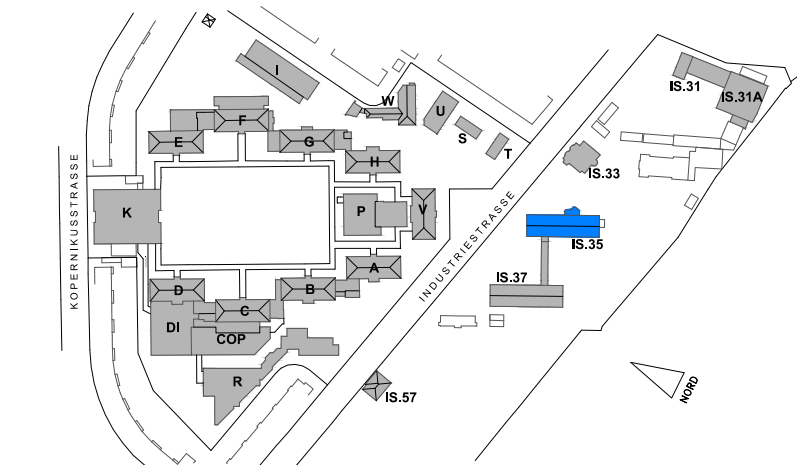 I
IS.31
IS.31A
W
U
S
T
F
E
G
H
IS.33
KOPERNIKUSSTRASSE
K
P
V
INDUSTRIESTRASSE
IS.35
A
IS.37
D
B
C
DI
COP
R
IS.57
NORD